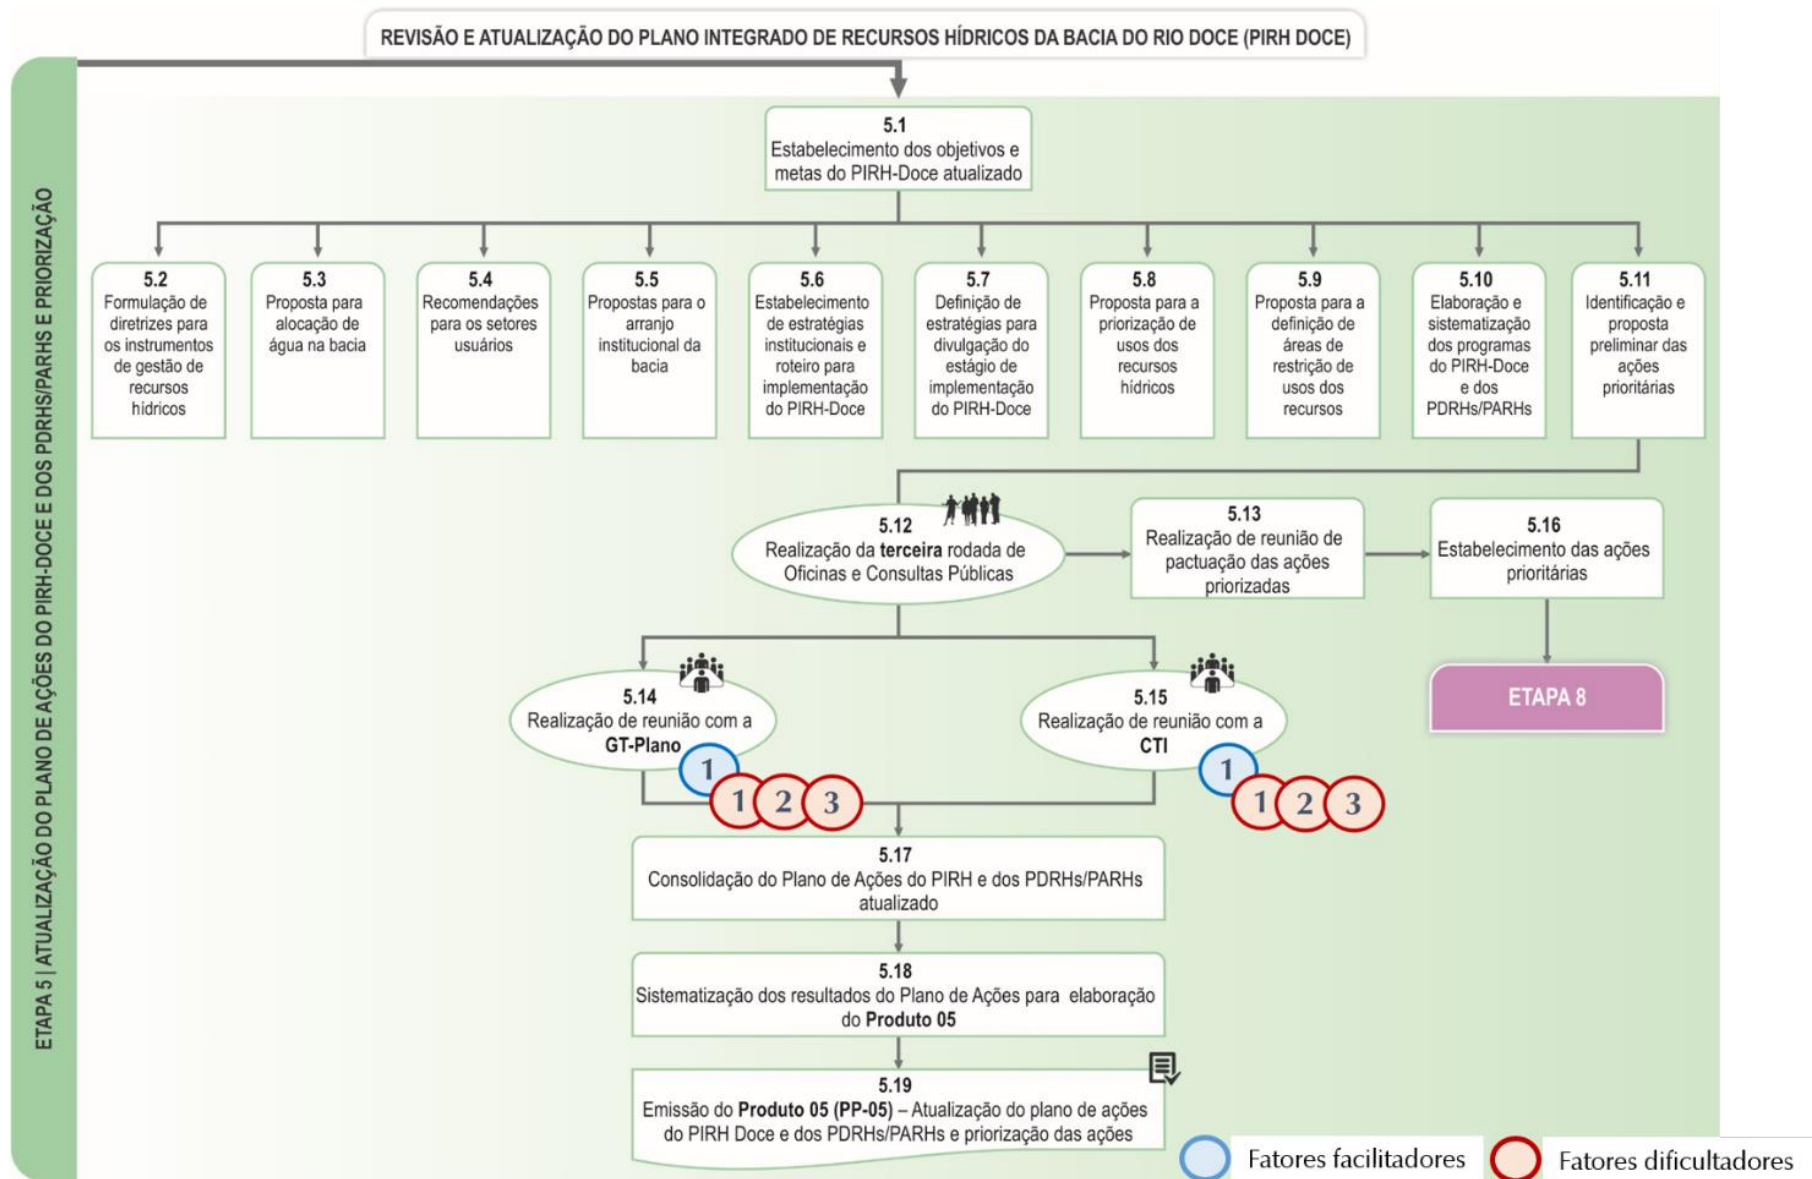 REVISÃO E ATUALIZAÇÃO DO PLANO INTEGRADO DE RECURSOS HÍDRICOS DA BACIA DO RIO DOCE (PIRH DOCE)
ETAPA 5 | ATUALIZAÇÃO DO PLANO DE AÇÕES DO PIRH-DOCE E DOS PDRHS/PARHS E PRIORIZAÇÃO
5.1
Estabelecimento dos objetivos e
metas do PIRH-Doce atualizado
5.2
Formulação de
diretrizes para
os instrumentos
de gestão de
recursos
hídricos
5.3
Proposta para
alocação de
água na bacia
5.4
Recomendações
para os setores
usuários
5.5
Propostas para o
arranjo
institucional da
bacia
5.6
Estabelecimento
de estratégias
institucionais e
roteiro para
implementação
do PIRH-Doce
5.7
Definição de
estratégias para
divulgação do
estágio de
implementação
do PIRH-Doce
5.8
Proposta para a
priorização de
usos dos
recursos
hídricos
5.9
Proposta para a
definição de
áreas de
restrição de
usos dos
recursos
5.10
Elaboração e
sistematização
dos programas
do PIRH-Doce
e dos
PDRHs/PARHs
5.11
Identificação e
proposta
preliminar das
ações
prioritárias
5.12
Realização da terceira rodada de
Oficinas e Consultas Públicas
5.13
Realização de reunião de
pactuação das ações
priorizadas
5.16
Estabelecimento das ações
prioritárias
ETAPA 8
5.14
Realização de reunião com a
GT-Plano
1
1 2 3
5.15
Realização de reunião com a
CTI
1
1 2 3
5.17
Consolidação do Plano de Ações do PIRH e dos PDRHs/PARHs
atualizado
5.18
Sistematização dos resultados do Plano de Ações para elaboração
do Produto 05
5.19
Emissão do Produto 05 (PP-05) – Atualização do plano de ações
do PIRH Doce e dos PDRHs/PARHs e priorização das ações
Fatores facilitadores
Fatores dificultadores